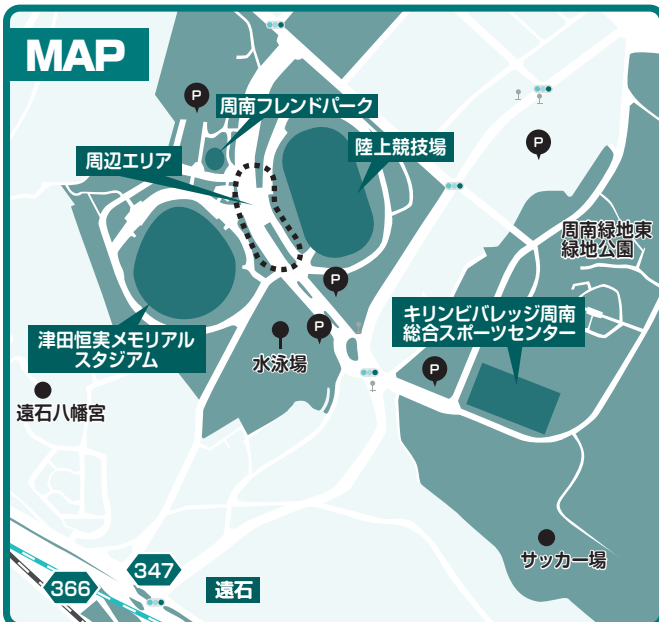 MAP
P
周南フレンドパーク
陸上競技場
周辺エリア
P
周南緑地東
緑地公園
P
キリンビバレッジ周南
総合スポーツセンター
津田恒実メモリアル
スタジアム
P
水泳場
P
遠石八幡宮
サッカー場
347
366
遠石